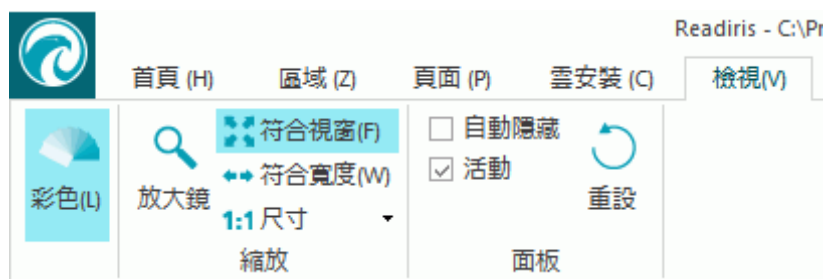 Readiris - C:\Pr
首頁 (H) 區域 (Z) 頁面 (P) 雲安裝 (C) 檢視(V)
彩色(L)
放大鏡
符合視窗(F)
符合寬度(W)
1:1 尺寸
縮放
自動隱藏
活動
重設
面板